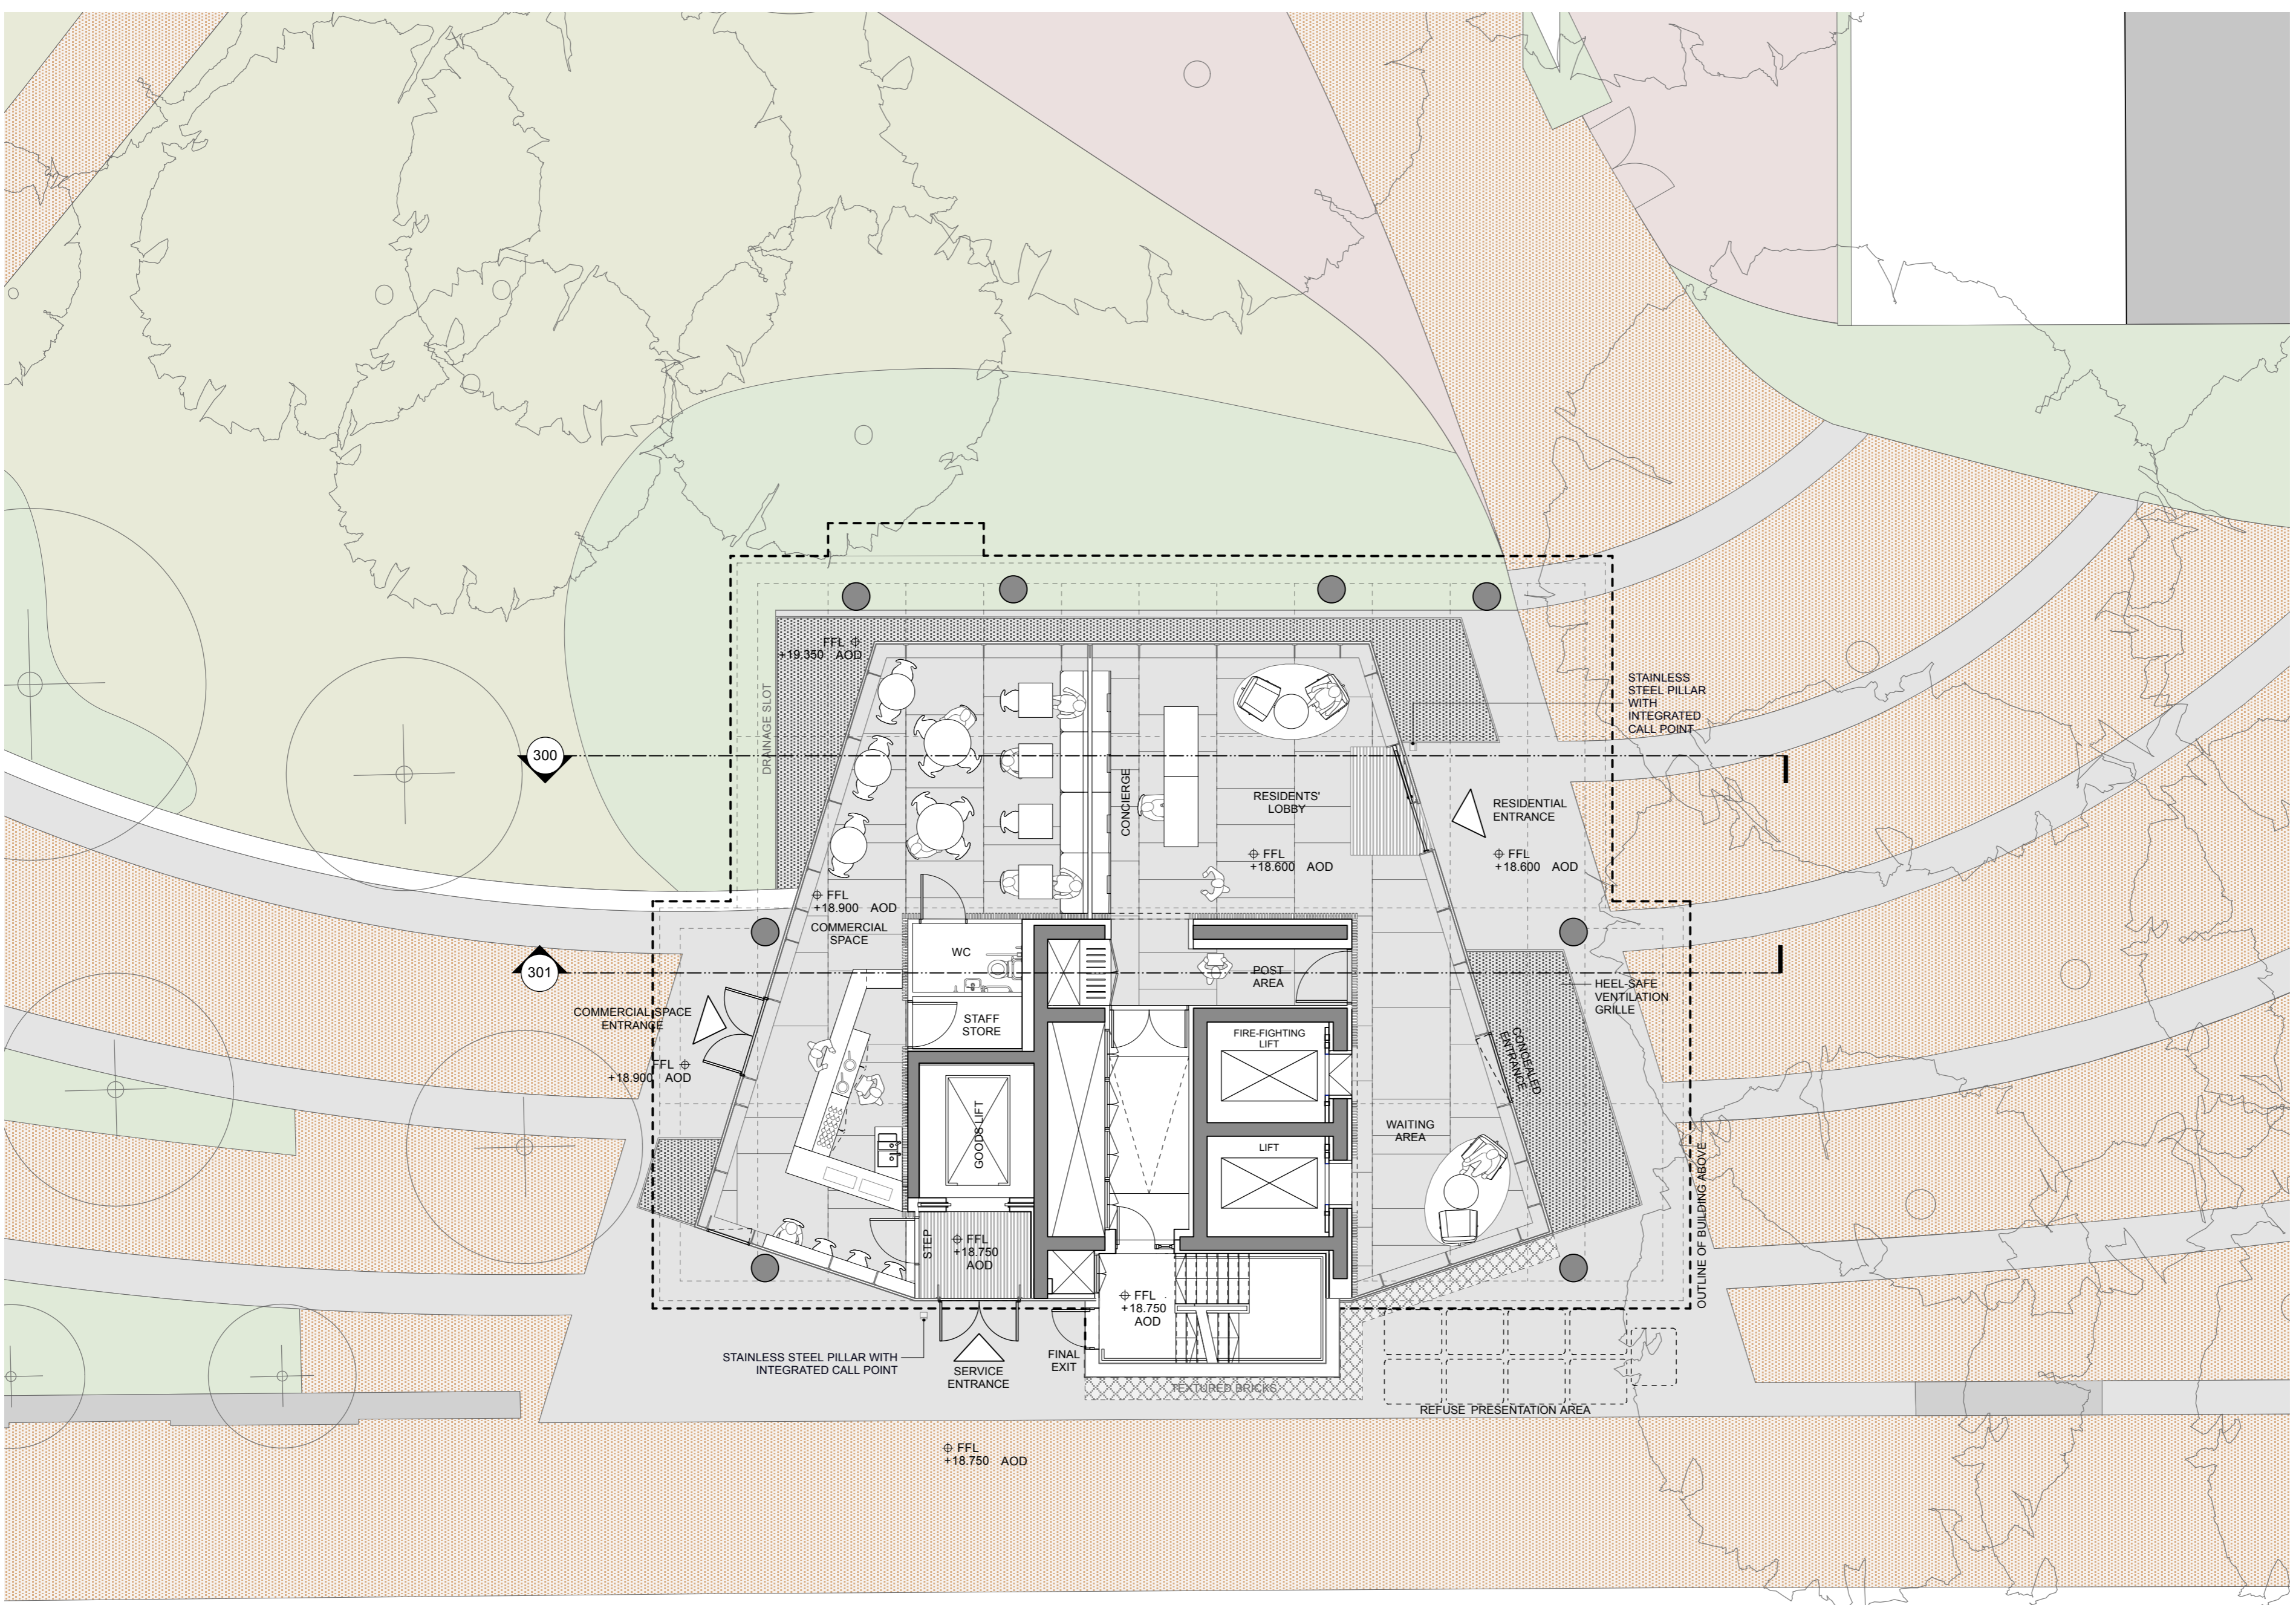 FFL
+19.350 AOD
DRAINAGE SLOT
STAINLESS
STEEL PILLAR
WITH
INTEGRATED
CALL POINT
300
CONCIERGE
RESIDENTS'
LOBBY
RESIDENTIAL
ENTRANCE
FFL
+18.600 AOD
FFL
+18.600 AOD
FFL
+18.900 AOD
COMMERCIAL
SPACE
WC
301
POST
AREA
HEEL-SAFE
VENTILATION
GRILLE
COMMERCIAL SPACE
ENTRANCE
STAFF
STORE
FIRE-FIGHTING
LIFT
CONCEALED
ENTRANCE
FFL
+18.900 AOD
GOODS LIFT
WAITING
AREA
LIFT
OUTLINE OF BUILDING ABOVE
STEP
FFL
+18.750
AOD
FFL
+18.750
AOD
STAINLESS STEEL PILLAR WITH
INTEGRATED CALL POINT
SERVICE
ENTRANCE
FINAL
EXIT
TEXTURED BRICKS
REFUSE PRESENTATION AREA
FFL
+18.750 AOD